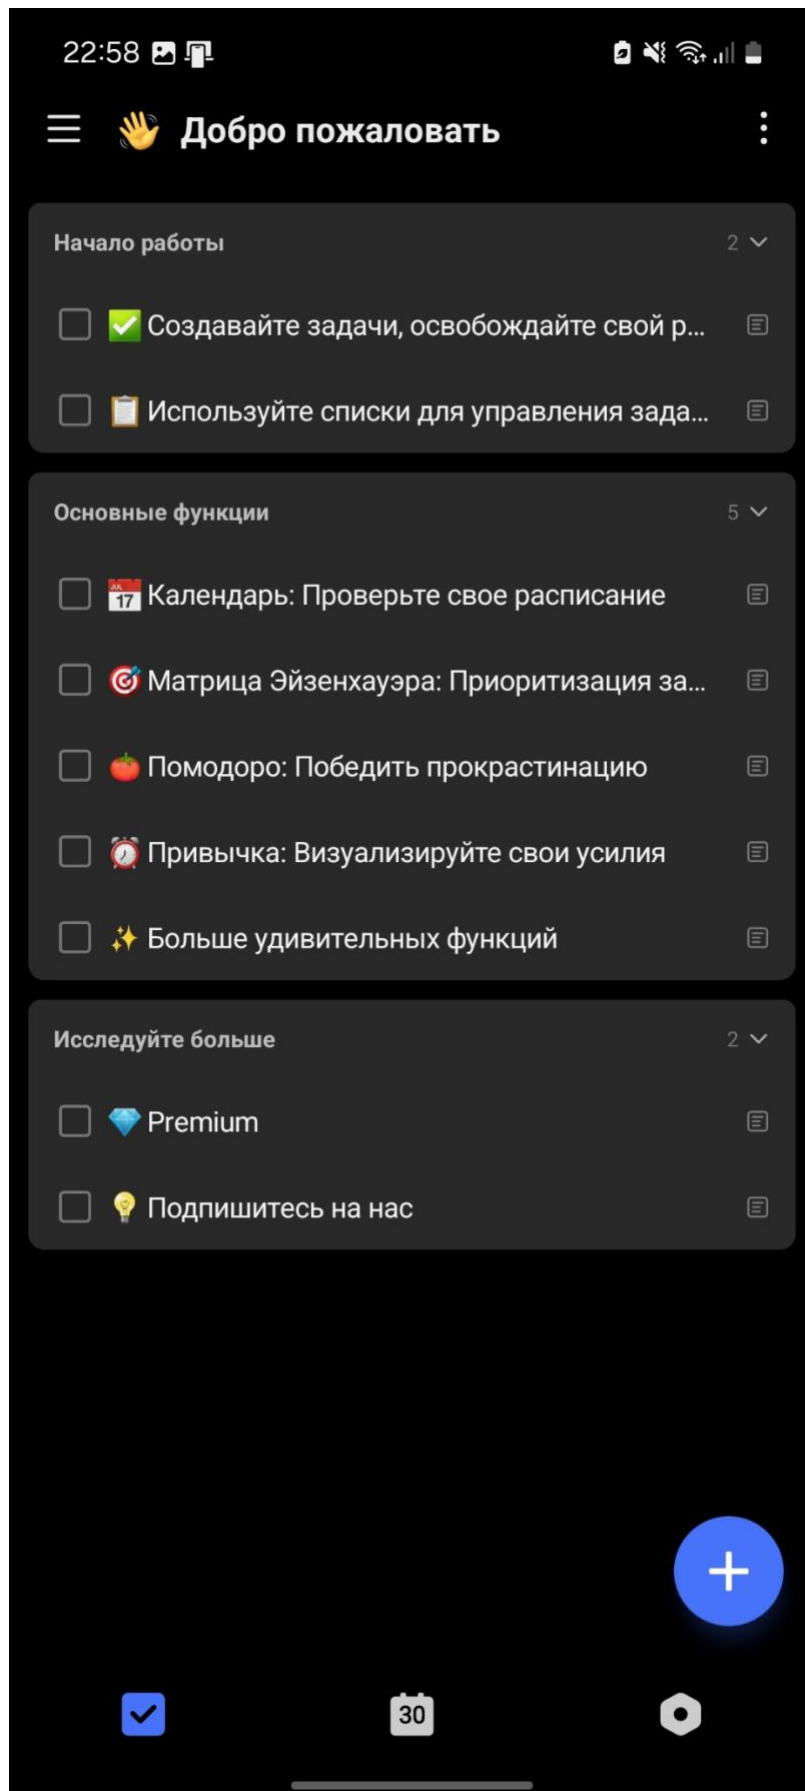 22:58
Добро пожаловать
Начало работы 2
Создавайте задачи, освобождайте свой р...
Используйте списки для управления зада...
Основные функции 5
JUL
17
Календарь: Проверьте свое расписание
Матрица Эйзенхауэра: Приоритизация за...
Помодоро: Победить прокрастинацию
Привычка: Визуализируйте свои усилия
Больше удивительных функций
Исследуйте больше 2
Premium
Подпишитесь на нас
30